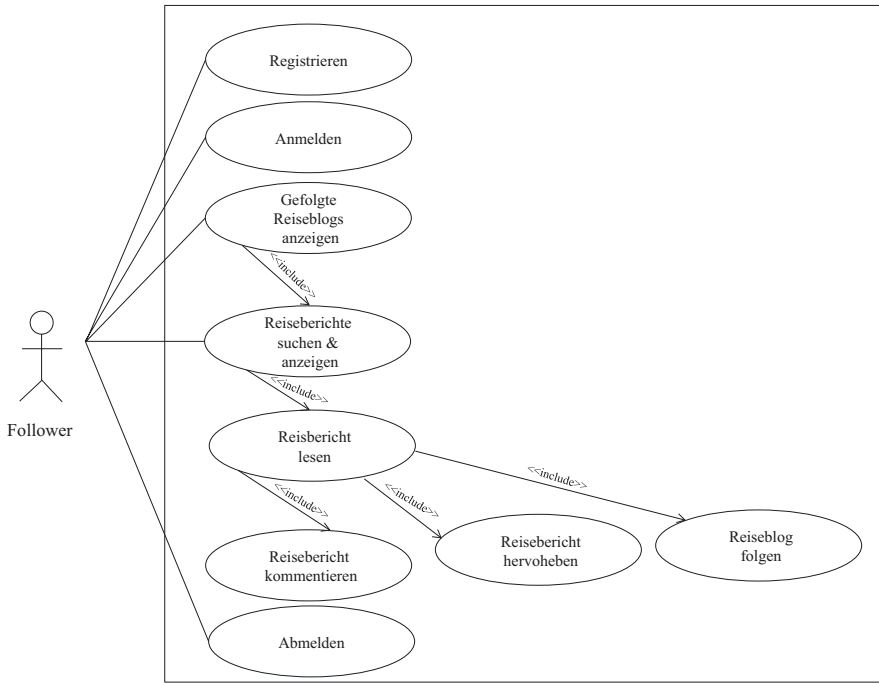 Registrieren
Anmelden
Gefolgte
Reiseblogs
anzeigen
<<include>>
Reiseberichte
suchen &
anzeigen
<<include>>
Follower
Reisbericht
lesen
<<include>>
<<include>>
<<include>>
Reisebericht
kommentieren
Reisebericht
hervoheben
Reiseblog
folgen
Abmelden